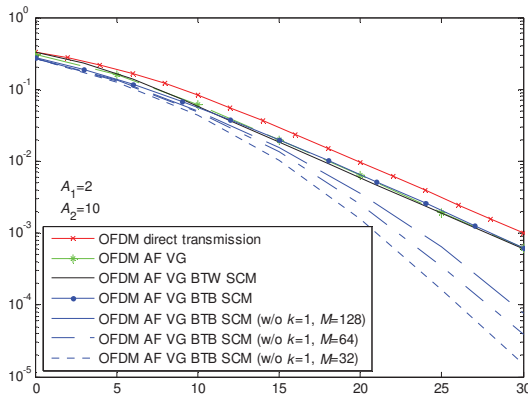 10^0
10^-1
10^-2
10^-3
10^-4
10^-5
A_1=2
A_2=10
OFDM direct transmission
OFDM AF VG
OFDM AF VG BTW SCM
OFDM AF VG BTB SCM
OFDM AF VG BTB SCM (w/o k=1, M=128)
OFDM AF VG BTB SCM (w/o k=1, M=64)
OFDM AF VG BTB SCM (w/o k=1, M=32)
0 5 10 15 20 25 30